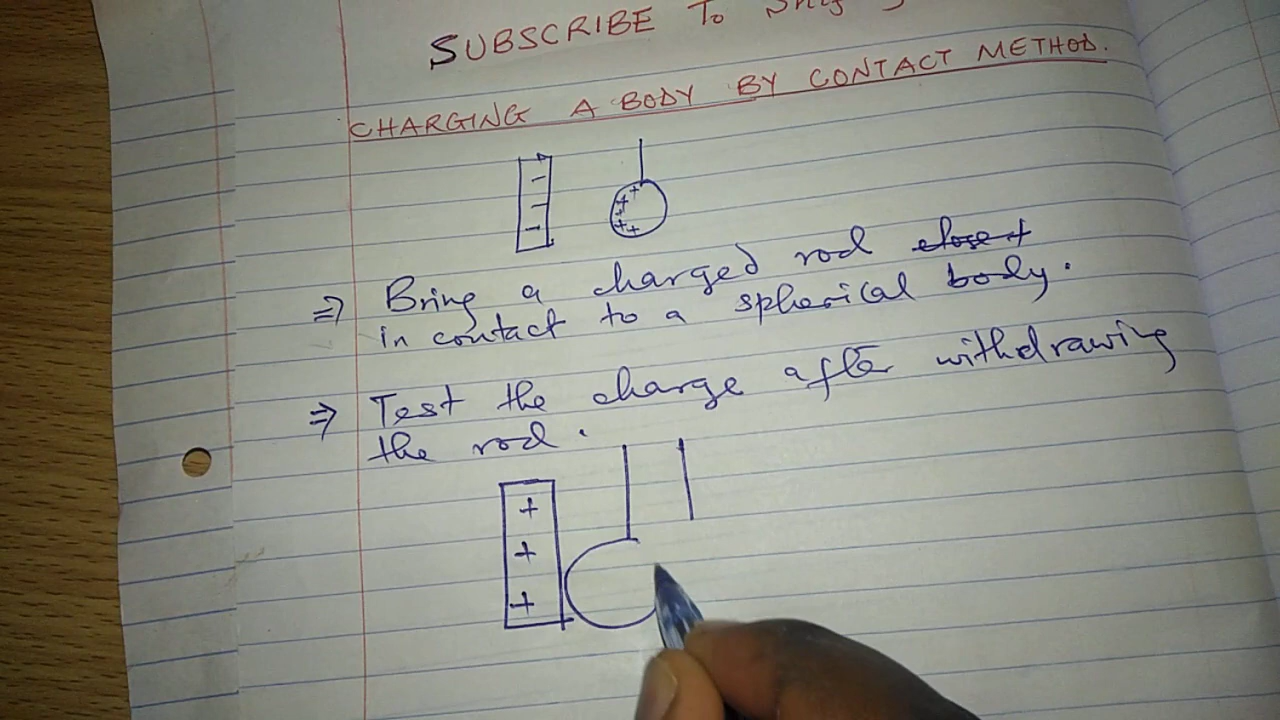 SUBSCRIBE To
CHARGING A BODY BY CONTACT METHOD.
- - -
+ + + +
⇒ Bring a charged rod close t
in contact to a spherical body.
⇒ Test the charge after withdrawing
the rod.
+
+
+